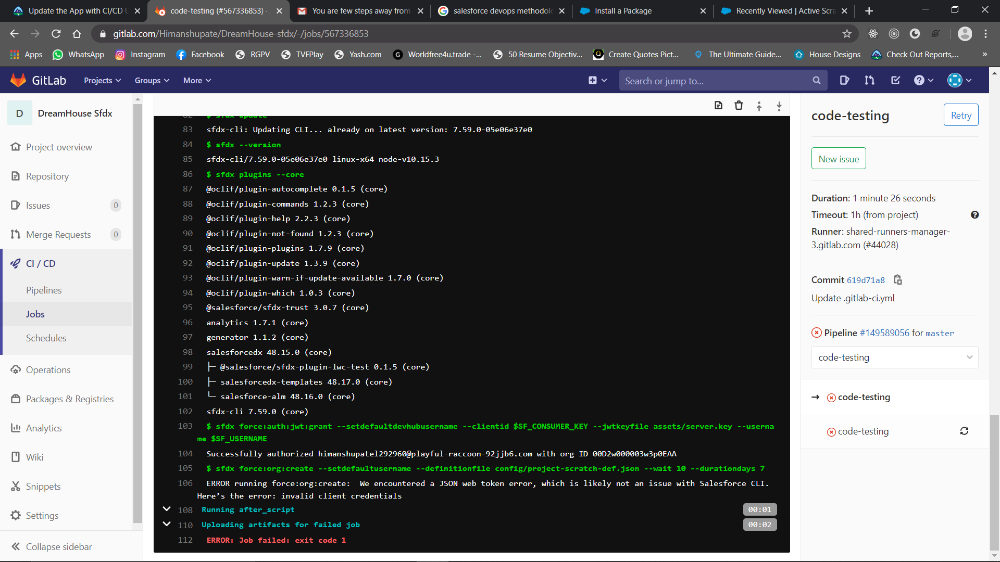 Update the App with CI/CD U
code-testing (#567336853) ·
You are few steps away from
salesforce devops methodolo
Install a Package
Recently Viewed | Active Scra
gitlab.com/Himanshupate/DreamHouse-sfdx/-/jobs/567336853
Apps
WhatsApp
Instagram
Facebook
RGPV
TVFPlay
Yash.com
Worldfree4u.trade -...
50 Resume Objectiv...
Create Quotes Pict...
The Ultimate Guide...
House Designs
Check Out Reports,...
»
GitLab
Projects
Groups
More
Search or jump to...
D
DreamHouse Sfdx
Project overview
Repository
Issues 0
Merge Requests 0
CI / CD
Pipelines
Jobs
Schedules
Operations
Packages & Registries
Analytics
Wiki
Snippets
Settings
Collapse sidebar
82 $ sfdx update
83 sfdx-cli: Updating CLI... already on latest version: 7.59.0-05e06e37e0
84 $ sfdx --version
85 sfdx-cli/7.59.0-05e06e37e0 linux-x64 node-v10.15.3
86 $ sfdx plugins --core
87 @oclif/plugin-autocomplete 0.1.5 (core)
88 @oclif/plugin-commands 1.2.3 (core)
89 @oclif/plugin-help 2.2.3 (core)
90 @oclif/plugin-not-found 1.2.3 (core)
91 @oclif/plugin-plugins 1.7.9 (core)
92 @oclif/plugin-update 1.3.9 (core)
93 @oclif/plugin-warn-if-update-available 1.7.0 (core)
94 @oclif/plugin-which 1.0.3 (core)
95 @salesforce/sfdx-trust 3.0.7 (core)
96 analytics 1.7.1 (core)
97 generator 1.1.2 (core)
98 salesforcedx 48.15.0 (core)
99 ├─ @salesforce/sfdx-plugin-lwc-test 0.1.5 (core)
100 ├─ salesforcedx-templates 48.17.0 (core)
101 └─ salesforce-alm 48.16.0 (core)
102 sfdx-cli 7.59.0 (core)
103 $ sfdx force:auth:jwt:grant --setdefaultdevhubusername --clientid $SF_CONSUMER_KEY --jwtkeyfile assets/server.key --userna
me $SF_USERNAME
104 Successfully authorized himanshupatel292960@playful-raccoon-92jjb6.com with org ID 00D2w000003w3p0EAA
105 $ sfdx force:org:create --setdefaultusername --definitionfile config/project-scratch-def.json --wait 10 --durationdays 7
106 ERROR running force:org:create:  We encountered a JSON web token error, which is likely not an issue with Salesforce CLI.
Here’s the error: invalid client credentials
108 Running after_script 00:01
110 Uploading artifacts for failed job 00:02
112 ERROR: Job failed: exit code 1
code-testing
Retry
New issue
Duration: 1 minute 26 seconds
Timeout: 1h (from project)
Runner: shared-runners-manager-
3.gitlab.com (#44028)
Commit 619d71a8
Update .gitlab-ci.yml
Pipeline #149589056 for master
code-testing
→ code-testing
code-testing